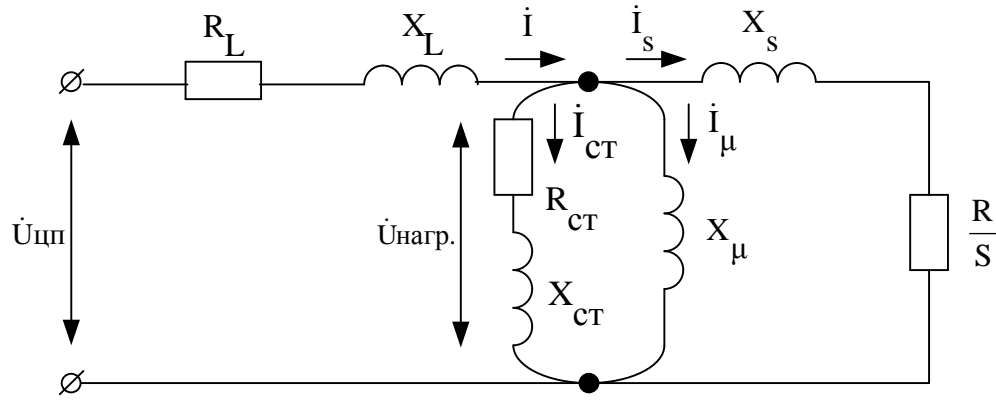 R_L
X_L
İ
İ_s
X_s
İ_ст
İ_μ
R_ст
X_μ
X_ст
U̇цп
U̇нагр.
R
S